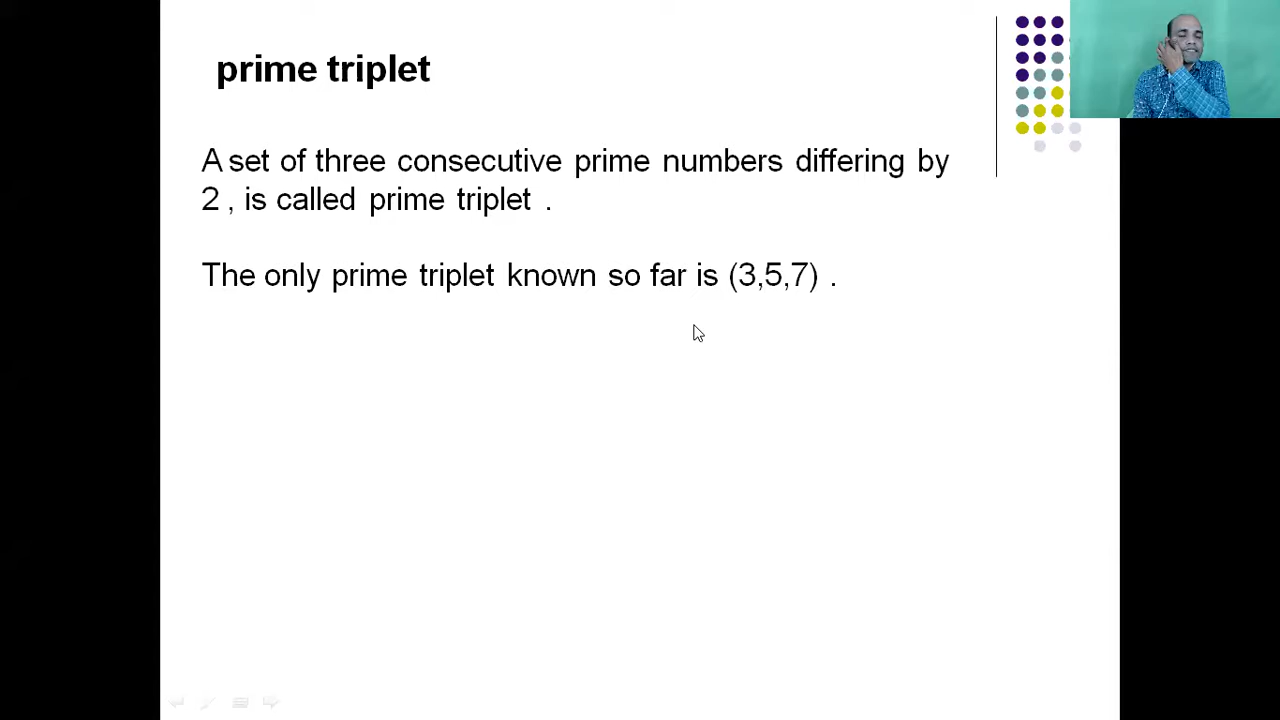 prime triplet
A set of three consecutive prime numbers differing by
2 , is called prime triplet .
The only prime triplet known so far is (3,5,7) .